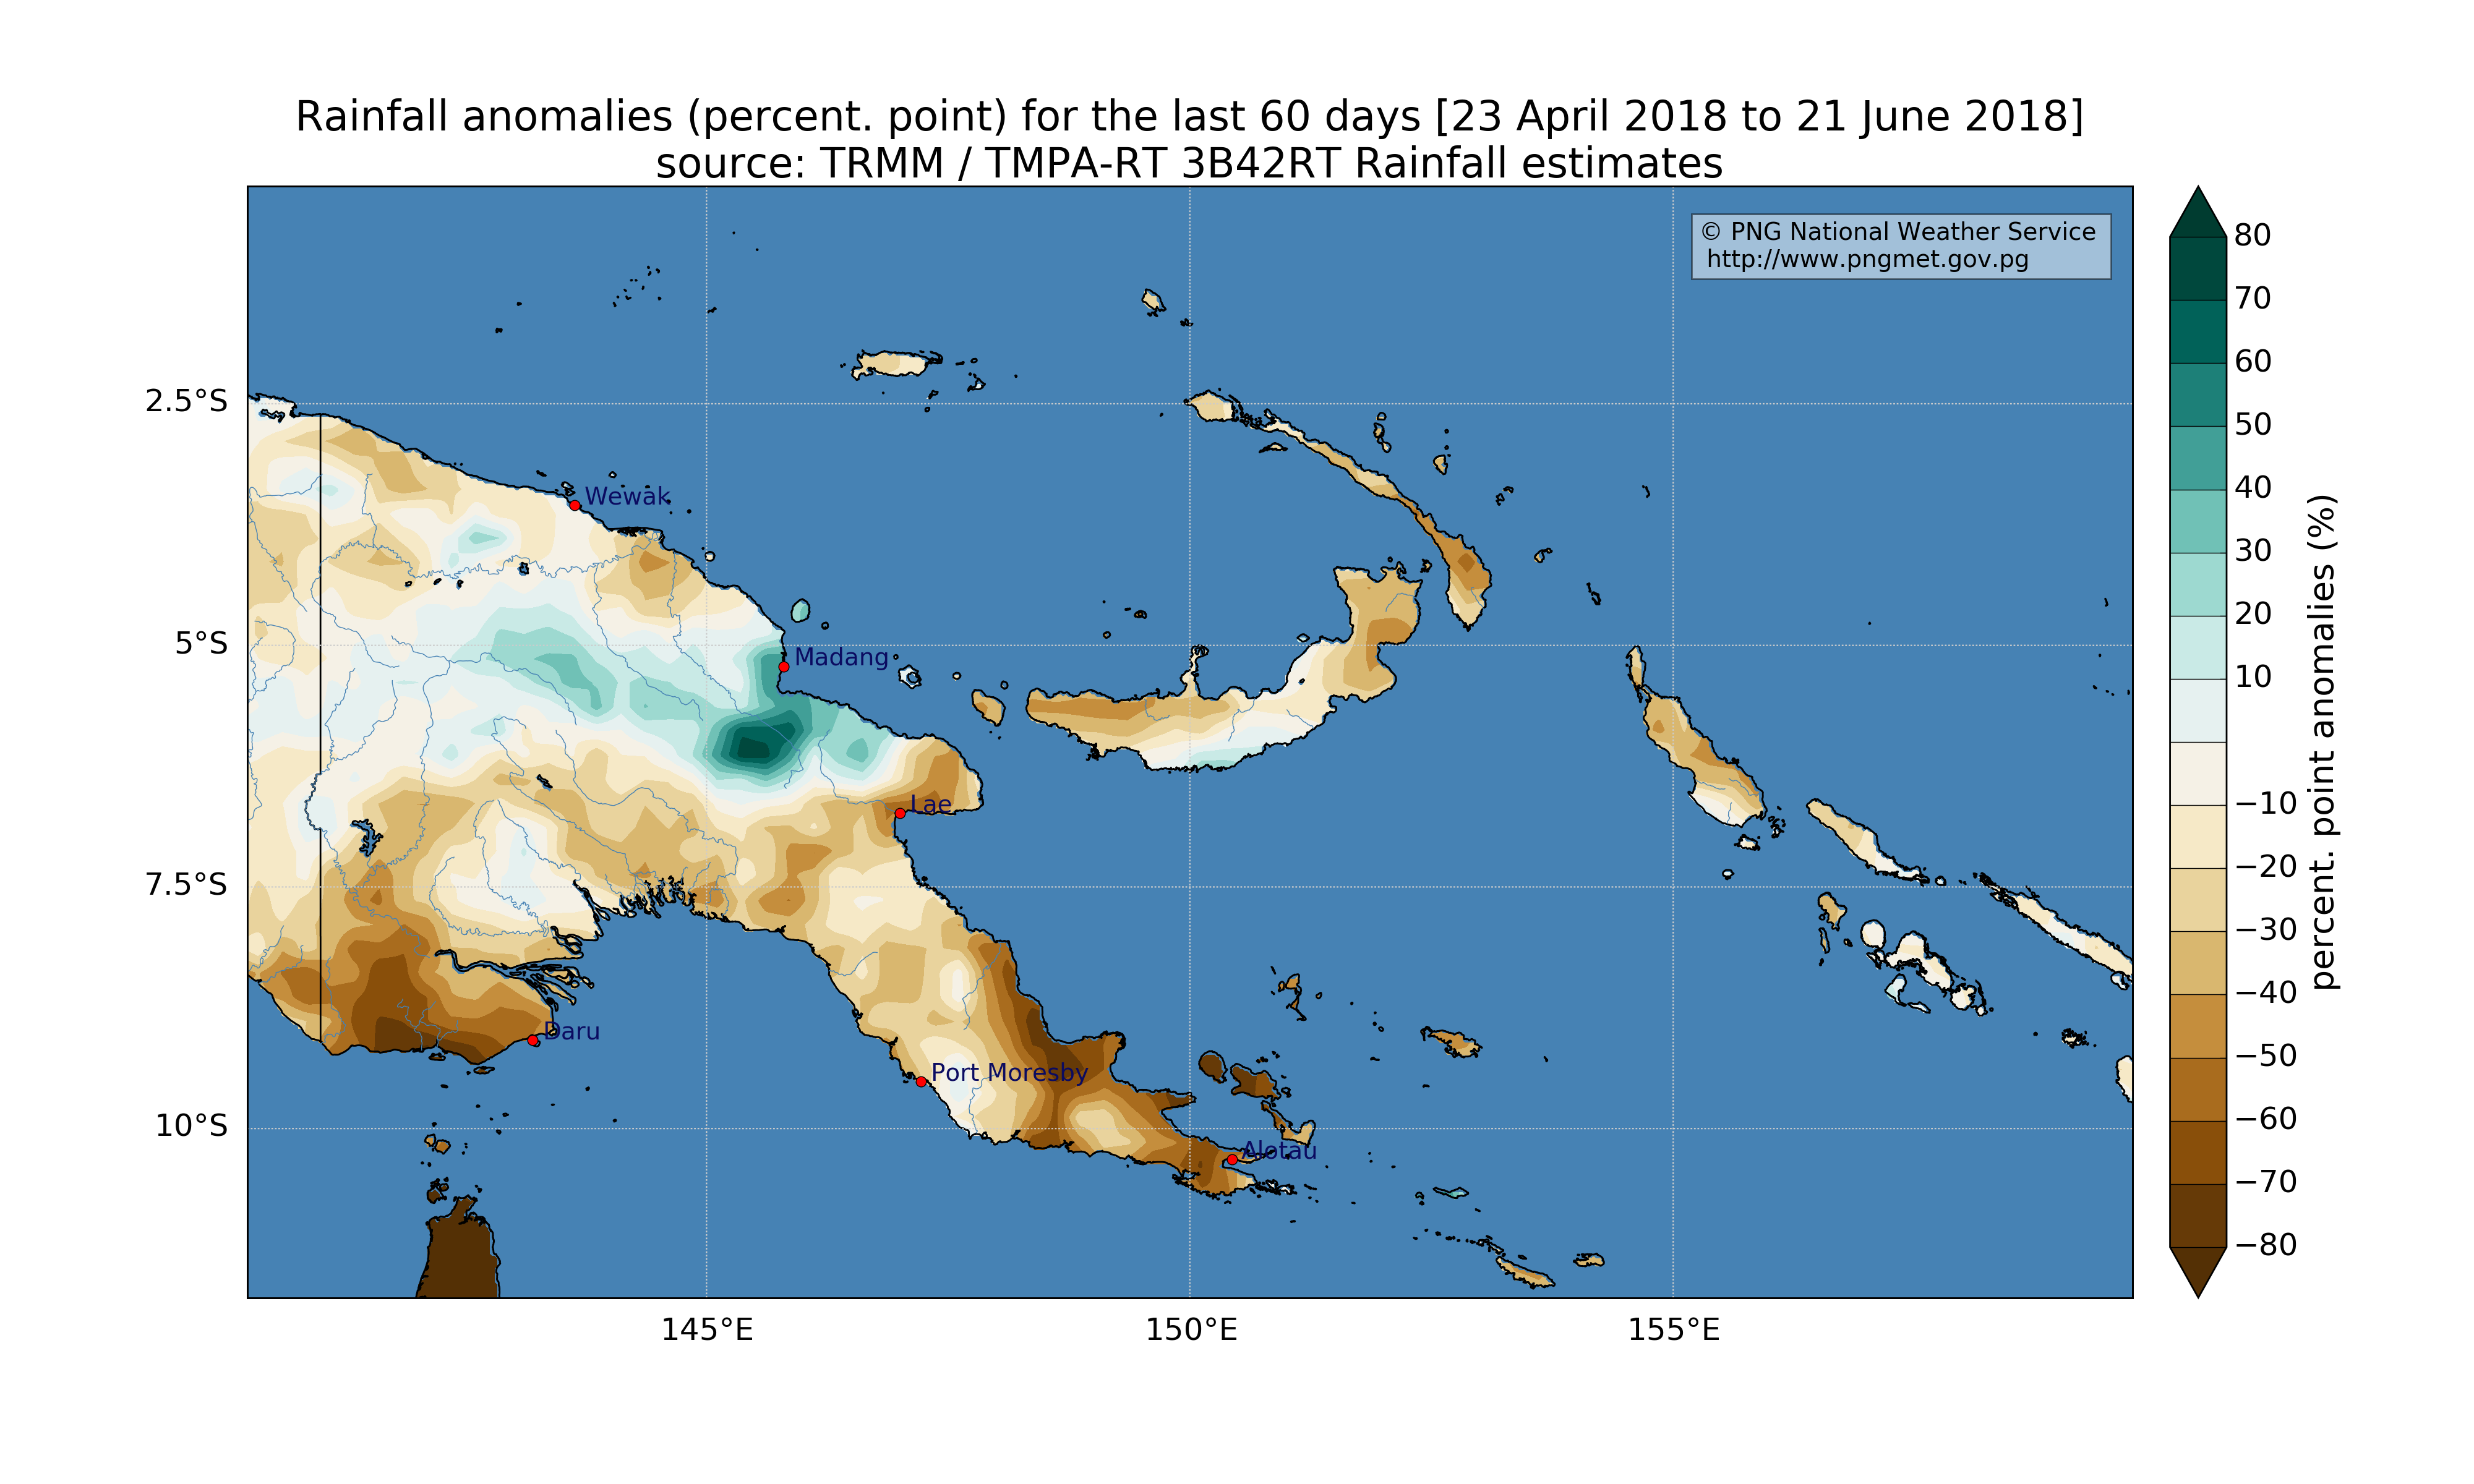 Rainfall anomalies (percent. point) for the last 60 days [23 April 2018 to 21 June 2018]
source: TRMM / TMPA-RT 3B42RT Rainfall estimates
© PNG National Weather Service
http://www.pngmet.gov.pg
2.5°S
5°S
7.5°S
10°S
Wewak
Madang
Lae
Daru
Port Moresby
Alotau
145°E
150°E
155°E
80
70
60
50
40
30
20
10
−10
−20
−30
−40
−50
−60
−70
−80
percent. point anomalies (%)